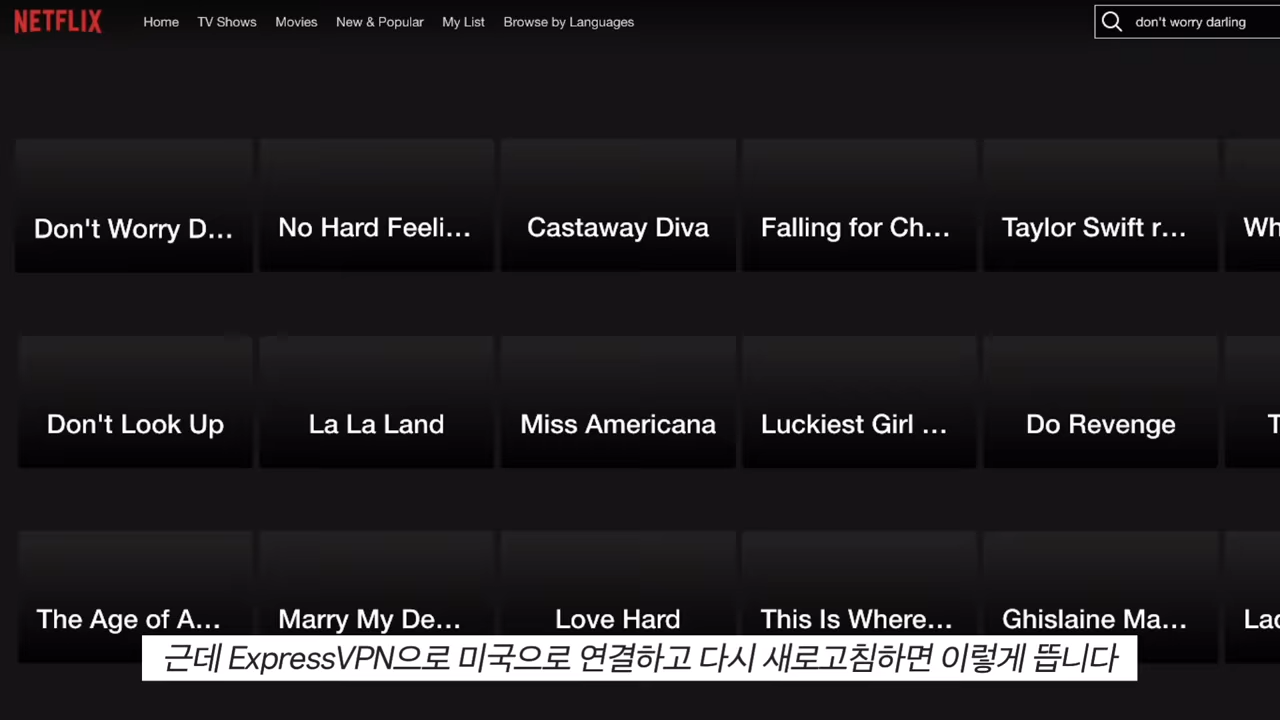 NETFLIX Home TV Shows Movies New & Popular My List Browse by Languages don't worry darling
Don't Worry D... No Hard Feeli... Castaway Diva Falling for Ch... Taylor Swift r... Wh
Don't Look Up La La Land Miss Americana Luckiest Girl ... Do Revenge T
The Age of A... Marry My De... Love Hard This Is Where... Ghislaine Ma... Lac
근데 ExpressVPN으로 미국으로 연결하고 다시 새로고침하면 이렇게 뜹니다